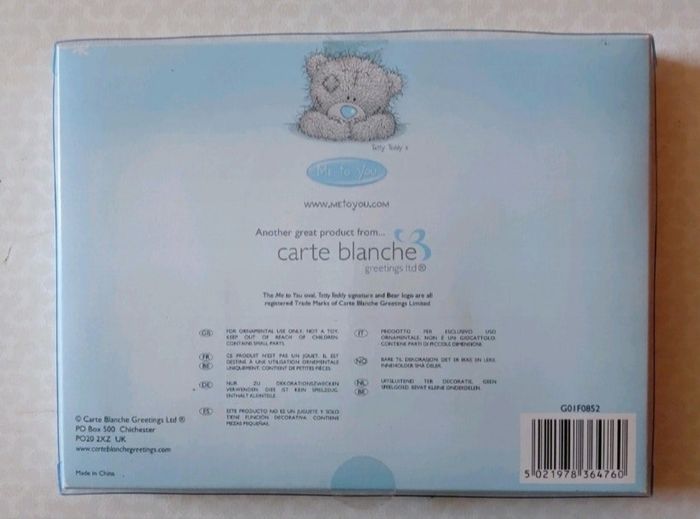 Tatty Teddy
ME to You
www.MEtoyou.com
Another great product from...
carte blanche
greetings ltd ®
The Me to You oval, Tatty Teddy signature and Bear logo are all
registered Trade Marks of Carte Blanche Greetings Limited
GB
FOR ORNAMENTAL USE ONLY. NOT A TOY.
KEEP OUT OF REACH OF CHILDREN.
CONTAINS SMALL PARTS.
FR
BE
CE PRODUIT N'EST PAS UN JOUET. IL EST
DESTINE A UNE UTILISATION ORNEMENTALE
UNIQUEMENT. CONTIENT DE PETITES PIECES.
DE
NUR ZU DEKORATIONSZWECKEN
VERWENDEN. DIES IST KEIN SPIELZEUG.
ENTHALT KLEINTEILE.
ES
ESTE PRODUCTO NO ES UN JUGUETE Y SOLO
TIENE FUNCION DECORATIVA. CONTIENE
PIEZAS PEQUEÑAS.
IT
PRODOTTO PER ESCLUSIVO USO
ORNAMENTALE. NON È UN GIOCATTOLO.
CONTIENE PARTI DI PICCOLE DIMENSIONI.
NO
BARE TIL DEKORASJON. DET ER IKKE EN LEKE.
INNEHOLDER SMÅ DELER.
NL
BE
UITSLUITEND TER DECORATIE. GEEN
SPEELGOED. BEVAT KLEINE ONDERDELEN.
© Carte Blanche Greetings Ltd ®
PO Box 500 Chichester
PO20 2XZ UK
www.carteblanchegreetings.com
Made in China
G01F0852
5 021978 364760